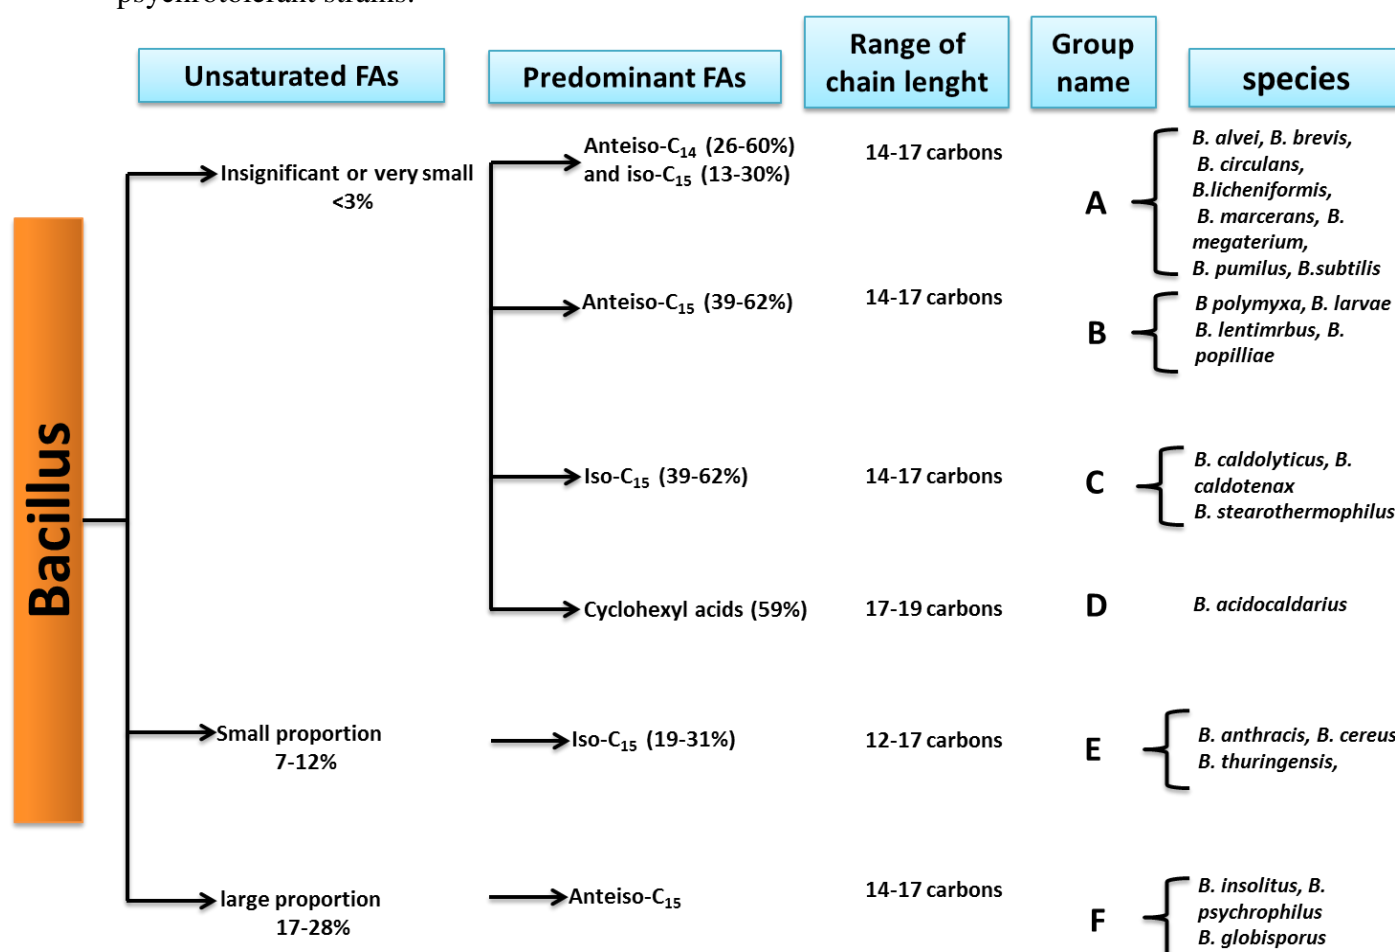 psychrotolerant strains.
Unsaturated FAs
Predominant FAs
Range of
chain lenght
Group
name
species
Bacillus
Insignificant or very small
<3%
Anteiso-C₁₄ (26-60%)
and iso-C₁₅ (13-30%)
14-17 carbons
A
B. alvei, B. brevis,
B. circulans,
B.licheniformis,
B. marcerans, B.
megaterium,
B. pumilus, B.subtilis
Anteiso-C₁₅ (39-62%)
14-17 carbons
B
B polymyxa, B. larvae
B. lentimrbus, B.
popilliae
Iso-C₁₅ (39-62%)
14-17 carbons
C
B. caldolyticus, B.
caldotenax
B. stearothermophilus
Cyclohexyl acids (59%)
17-19 carbons
D
B. acidocaldarius
Small proportion
7-12%
Iso-C₁₅ (19-31%)
12-17 carbons
E
B. anthracis, B. cereus
B. thuringensis,
large proportion
17-28%
Anteiso-C₁₅
14-17 carbons
F
B. insolitus, B.
psychrophilus
B. globisporus